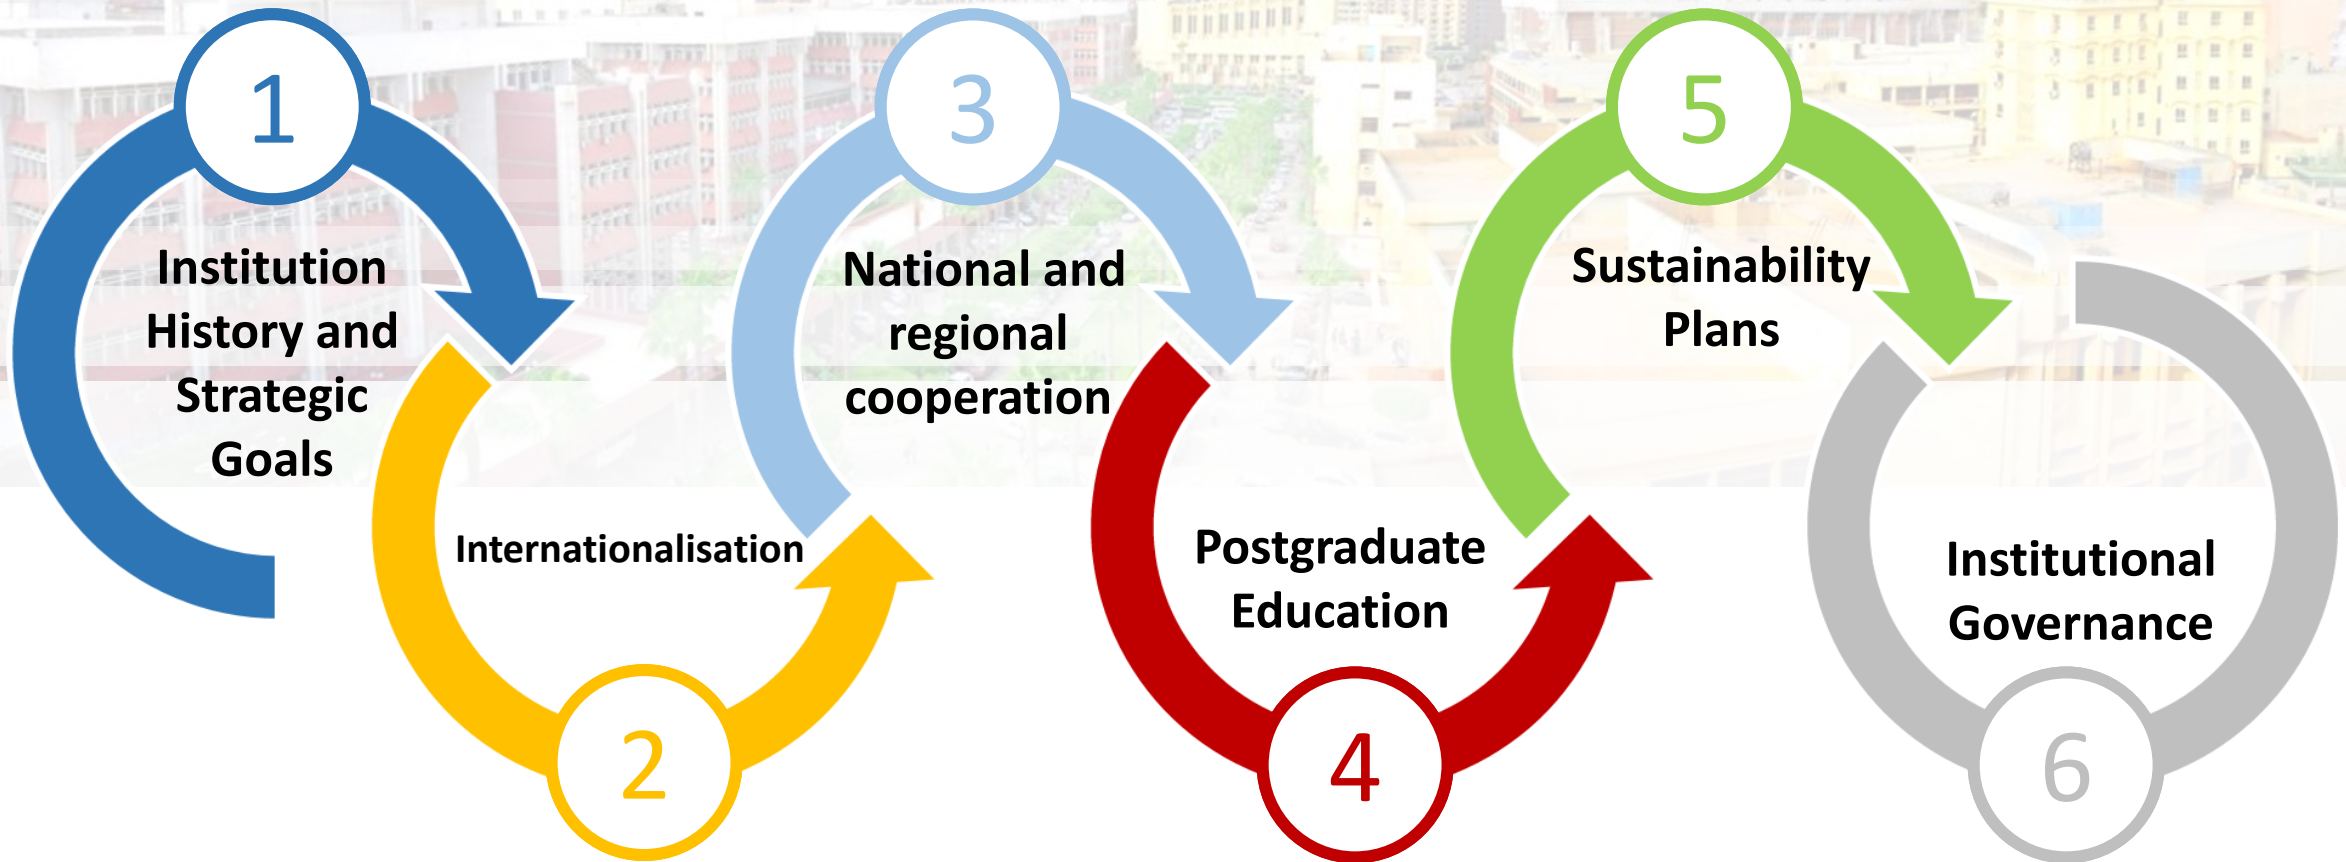 1
Institution
History and
Strategic
Goals
2
Internationalisation
3
National and
regional
cooperation
4
Postgraduate
Education
5
Sustainability
Plans
6
Institutional
Governance